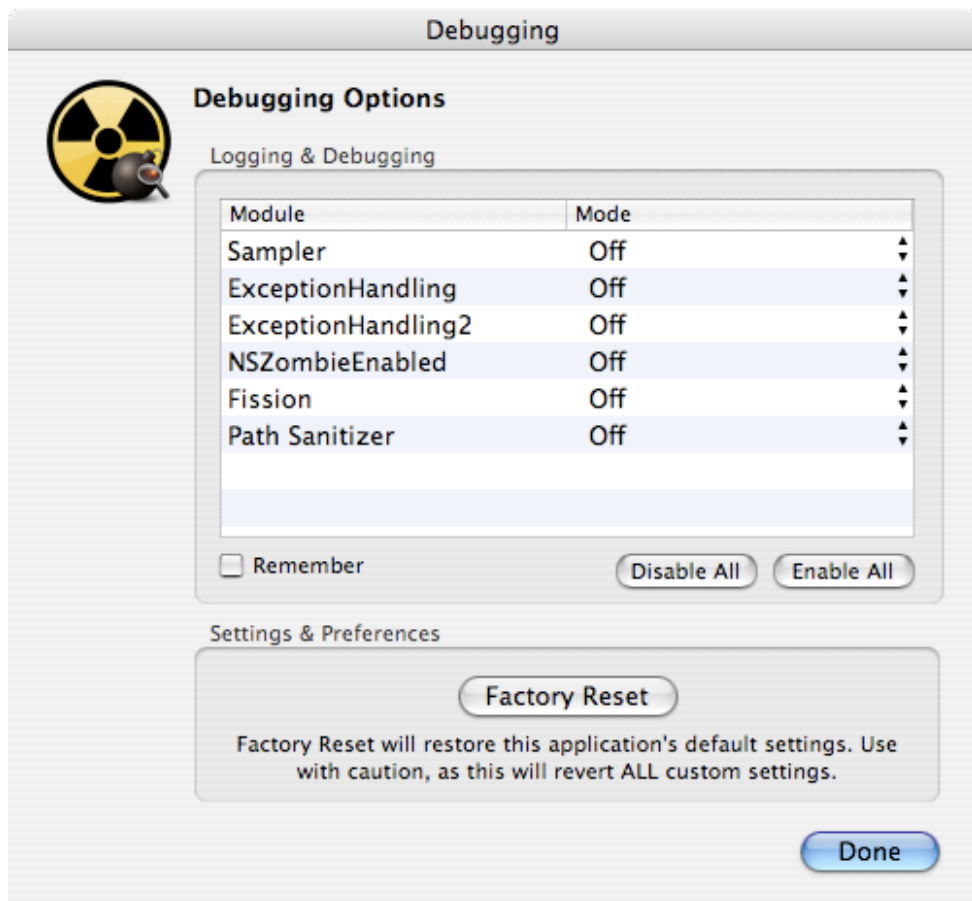 Debugging
Debugging Options
Logging & Debugging
Module Mode
Sampler Off
ExceptionHandling Off
ExceptionHandling2 Off
NSZombieEnabled Off
Fission Off
Path Sanitizer Off
Remember Disable All Enable All
Settings & Preferences
Factory Reset
Factory Reset will restore this application's default settings. Use
with caution, as this will revert ALL custom settings.
Done